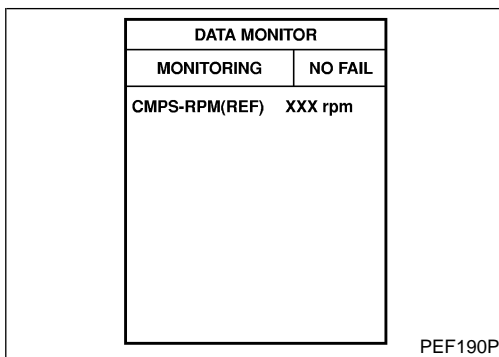 DATA MONITOR
MONITORING NO FAIL
CMPS-RPM(REF) XXX rpm
PEF190P